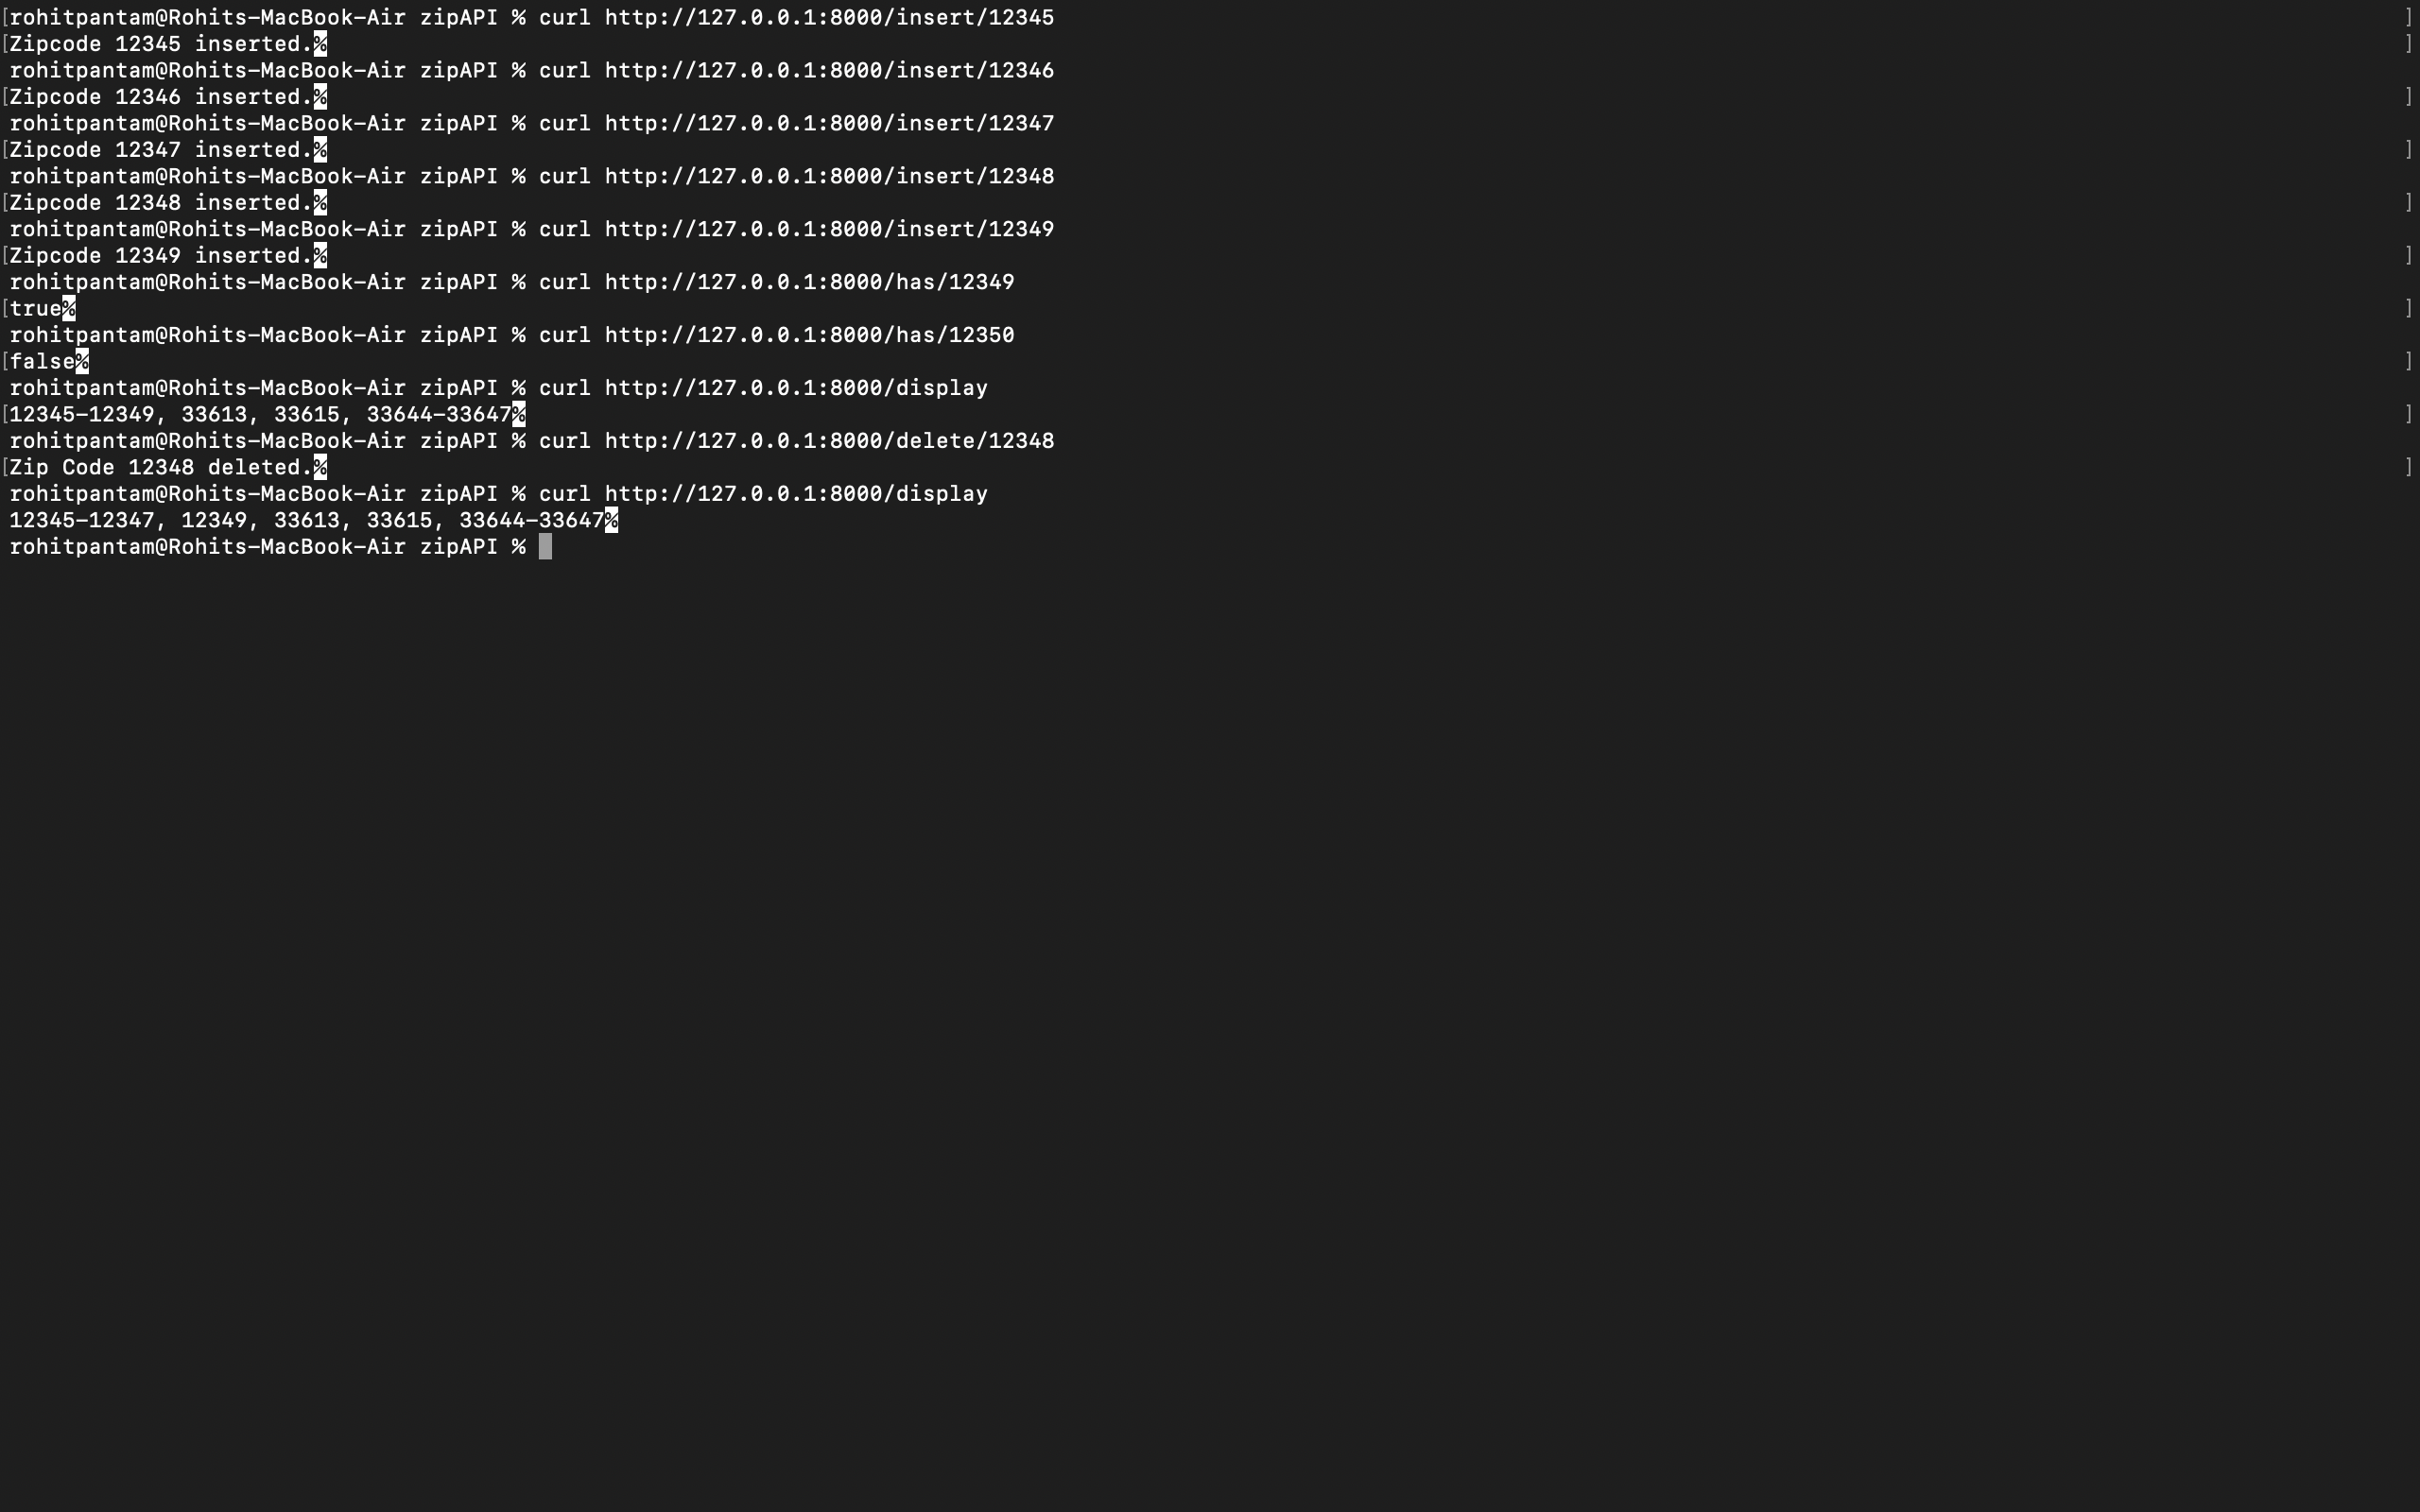 [rohitpantam@Rohits-MacBook-Air zipAPI % curl http://127.0.0.1:8000/insert/12345 ]
[Zipcode 12345 inserted.% ]
rohitpantam@Rohits-MacBook-Air zipAPI % curl http://127.0.0.1:8000/insert/12346
[Zipcode 12346 inserted.% ]
rohitpantam@Rohits-MacBook-Air zipAPI % curl http://127.0.0.1:8000/insert/12347
[Zipcode 12347 inserted.% ]
rohitpantam@Rohits-MacBook-Air zipAPI % curl http://127.0.0.1:8000/insert/12348
[Zipcode 12348 inserted.% ]
rohitpantam@Rohits-MacBook-Air zipAPI % curl http://127.0.0.1:8000/insert/12349
[Zipcode 12349 inserted.% ]
rohitpantam@Rohits-MacBook-Air zipAPI % curl http://127.0.0.1:8000/has/12349
[true% ]
rohitpantam@Rohits-MacBook-Air zipAPI % curl http://127.0.0.1:8000/has/12350
[false% ]
rohitpantam@Rohits-MacBook-Air zipAPI % curl http://127.0.0.1:8000/display
[12345-12349, 33613, 33615, 33644-33647% ]
rohitpantam@Rohits-MacBook-Air zipAPI % curl http://127.0.0.1:8000/delete/12348
[Zip Code 12348 deleted.% ]
rohitpantam@Rohits-MacBook-Air zipAPI % curl http://127.0.0.1:8000/display
12345-12347, 12349, 33613, 33615, 33644-33647%
rohitpantam@Rohits-MacBook-Air zipAPI %